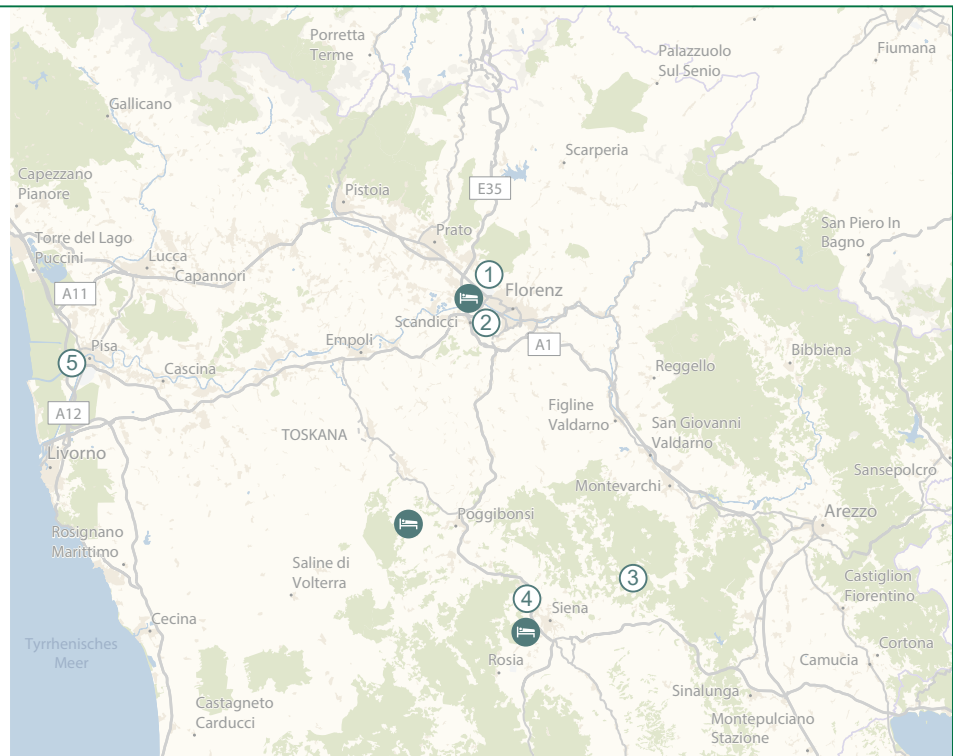 Porretta
Terme
Palazzuolo
Sul Senio
Fiumana
Gallicano
Scarperia
Capezzano
Pianore
Pistoia
E35
San Piero In
Bagno
Torre del Lago
Puccini
Prato
Lucca
Capannori
1
A11
Florenz
Scandicci
2
Empoli
A1
Pisa
5
Cascina
Bibbiena
Reggello
A12
Figline
Valdarno
San Giovanni
Valdarno
TOSKANA
Livorno
Sansepolcro
Montevarchi
Poggibonsi
Arezzo
Rosignano
Marittimo
Saline di
Volterra
3
Castiglion
Fiorentino
4
Siena
Cecina
Tyrrhenisches
Meer
Cortona
Rosia
Camucia
Sinalunga
Castagneto
Carducci
Montepulciano
Stazione